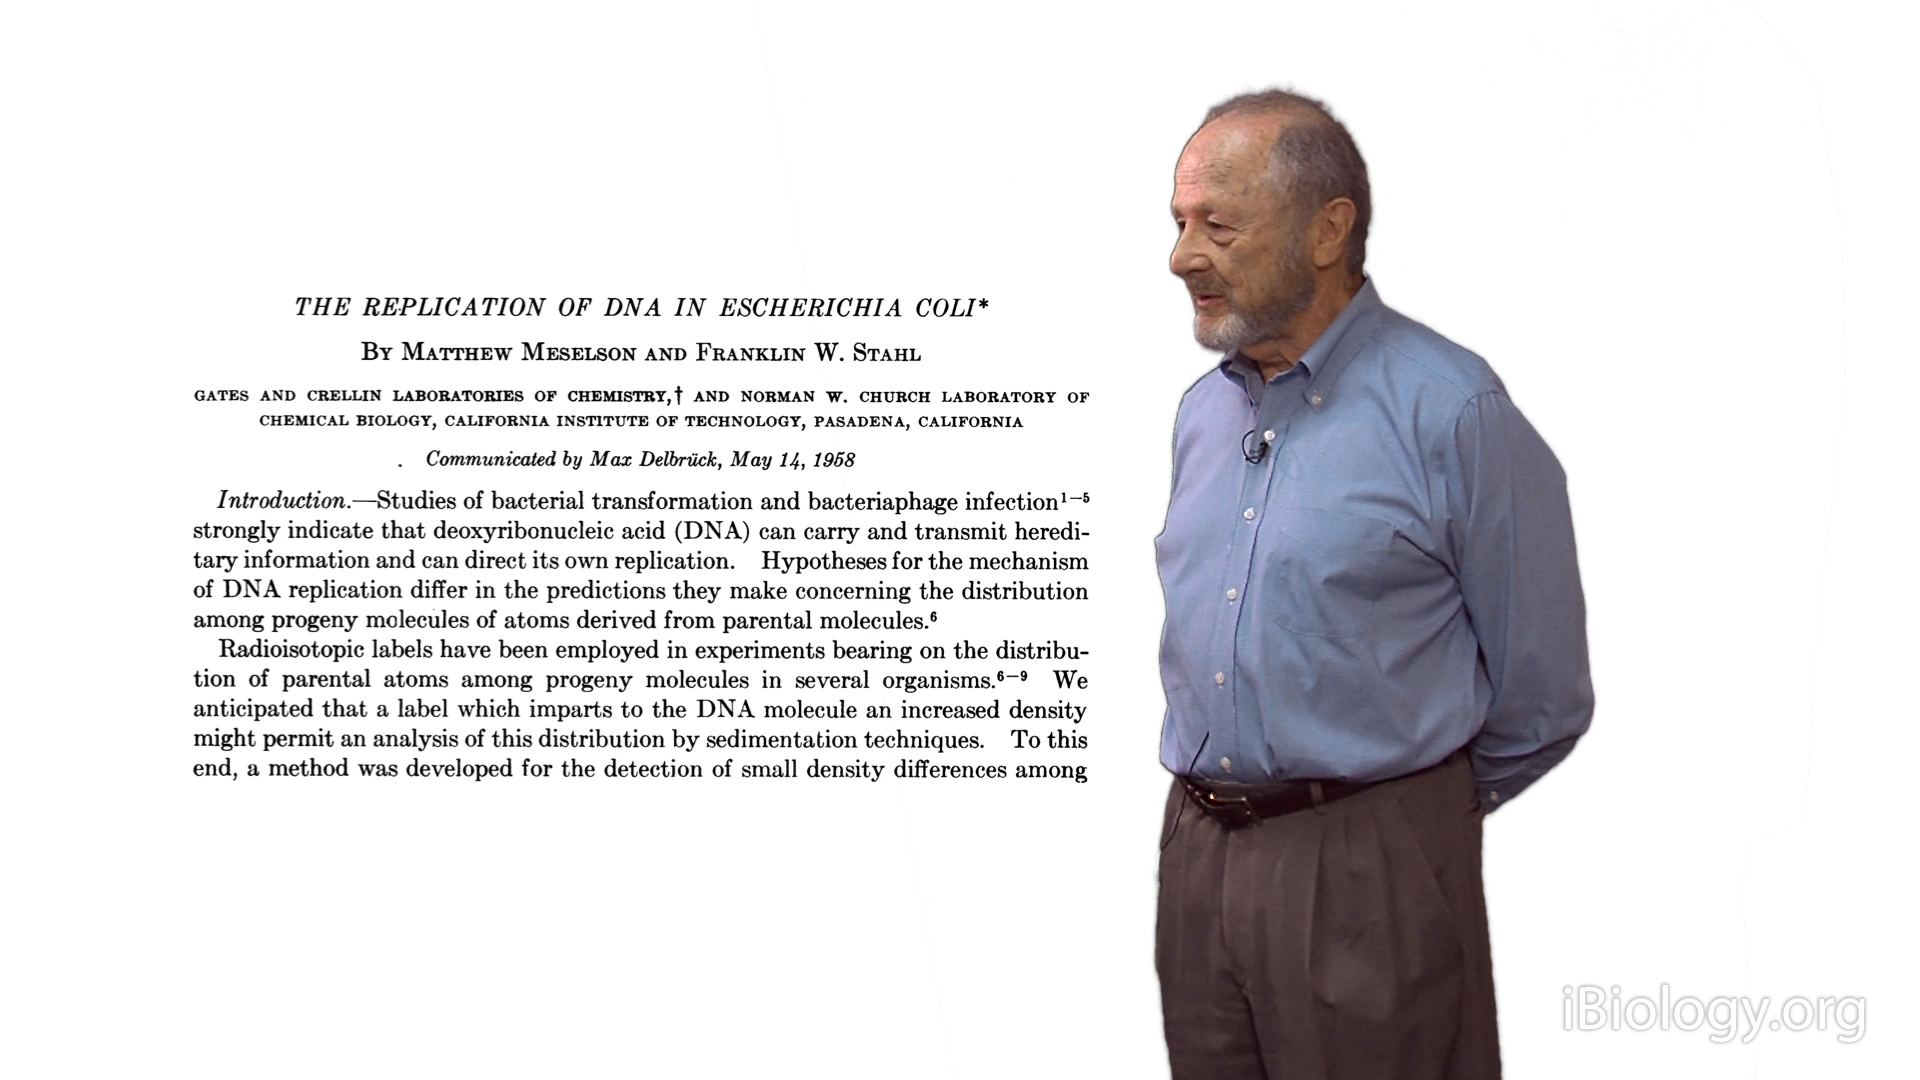 THE REPLICATION OF DNA IN ESCHERICHIA COLI*
BY MATTHEW MESELSON AND FRANKLIN W. STAHL
GATES AND CRELLIN LABORATORIES OF CHEMISTRY,† AND NORMAN W. CHURCH LABORATORY OF
CHEMICAL BIOLOGY, CALIFORNIA INSTITUTE OF TECHNOLOGY, PASADENA, CALIFORNIA
. Communicated by Max Delbrück, May 14, 1958
Introduction.—Studies of bacterial transformation and bacteriaphage infection¹⁻⁵
strongly indicate that deoxyribonucleic acid (DNA) can carry and transmit heredi-
tary information and can direct its own replication. Hypotheses for the mechanism
of DNA replication differ in the predictions they make concerning the distribution
among progeny molecules of atoms derived from parental molecules.⁶
Radioisotopic labels have been employed in experiments bearing on the distribu-
tion of parental atoms among progeny molecules in several organisms.⁶⁻⁹ We
anticipated that a label which imparts to the DNA molecule an increased density
might permit an analysis of this distribution by sedimentation techniques. To this
end, a method was developed for the detection of small density differences among
iBiology.org